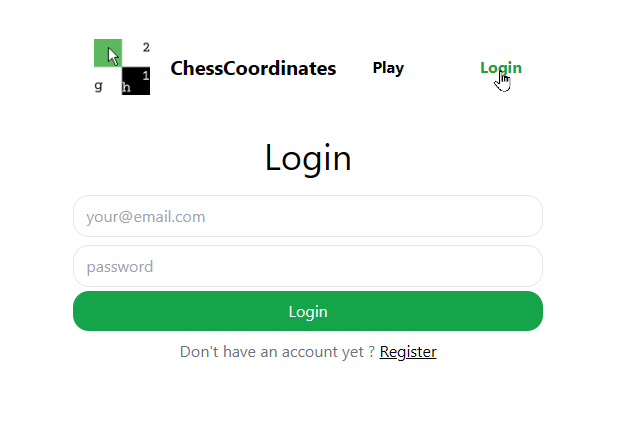 2
1
g h
ChessCoordinates Play Login
Login
your@email.com
password
Login
Don't have an account yet ? Register